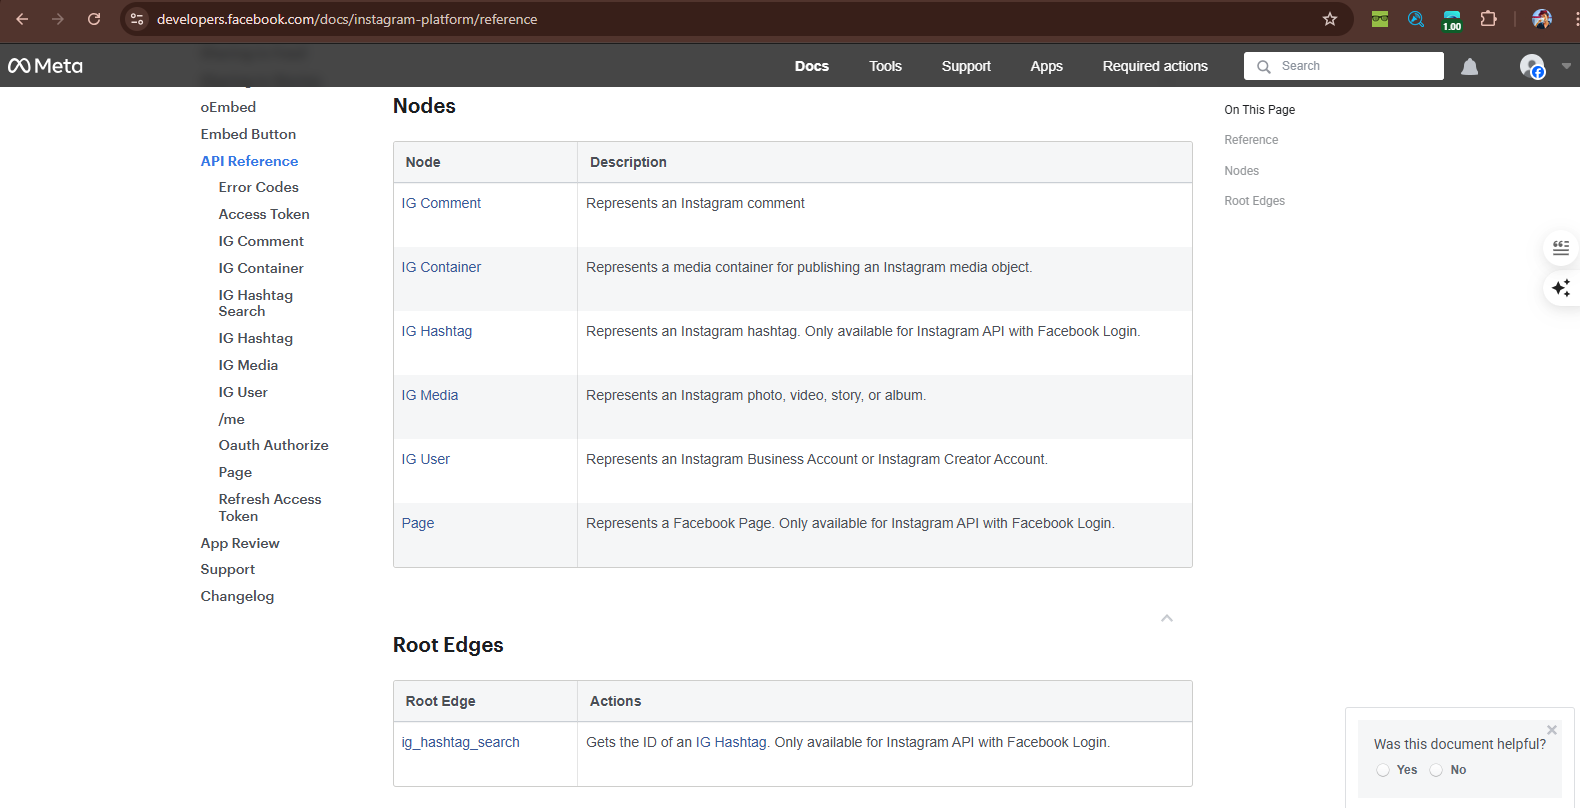 developers.facebook.com/docs/instagram-platform/reference
1.00
Meta
Docs
Tools
Support
Apps
Required actions
Search
oEmbed
Embed Button
API Reference
Error Codes
Access Token
IG Comment
IG Container
IG Hashtag
Search
IG Hashtag
IG Media
IG User
/me
Oauth Authorize
Page
Refresh Access
Token
App Review
Support
Changelog
Nodes
Node Description
IG Comment Represents an Instagram comment
IG Container Represents a media container for publishing an Instagram media object.
IG Hashtag Represents an Instagram hashtag. Only available for Instagram API with Facebook Login.
IG Media Represents an Instagram photo, video, story, or album.
IG User Represents an Instagram Business Account or Instagram Creator Account.
Page Represents a Facebook Page. Only available for Instagram API with Facebook Login.
Root Edges
Root Edge Actions
ig_hashtag_search Gets the ID of an IG Hashtag. Only available for Instagram API with Facebook Login.
On This Page
Reference
Nodes
Root Edges
Was this document helpful?
Yes No